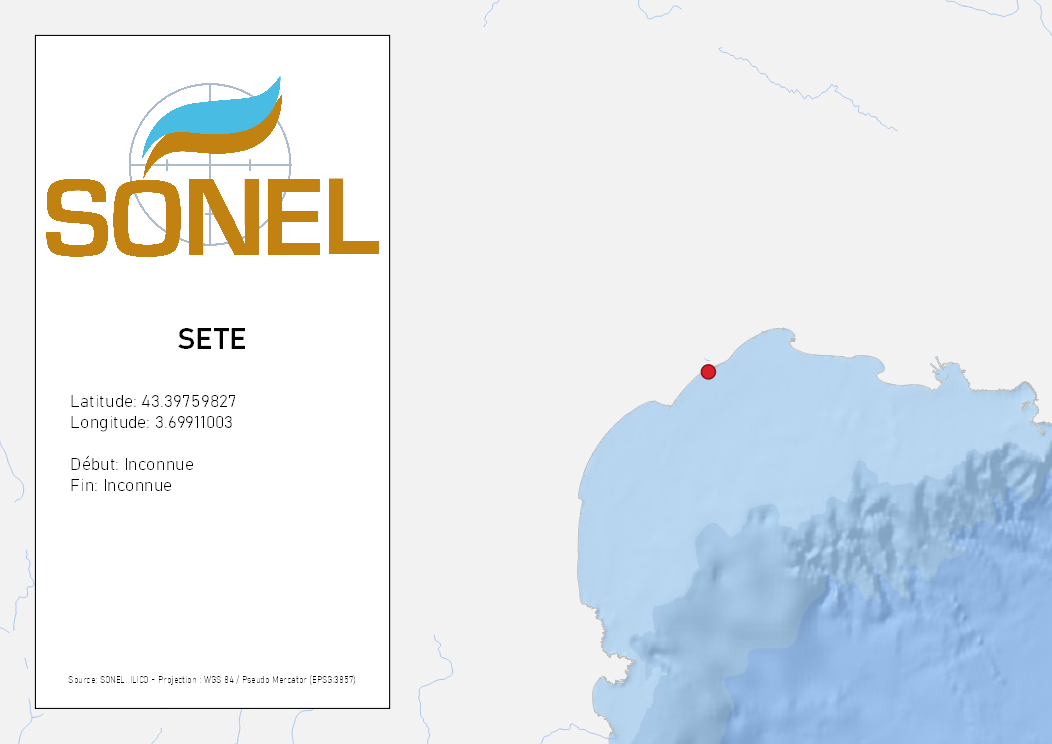 SONEL
SETE
Latitude: 43.39759827
Longitude: 3.69911003
Début: Inconnue
Fin: Inconnue
Source: SONEL, ILICO - Projection : WGS 84 / Pseudo Mercator (EPSG:3857)